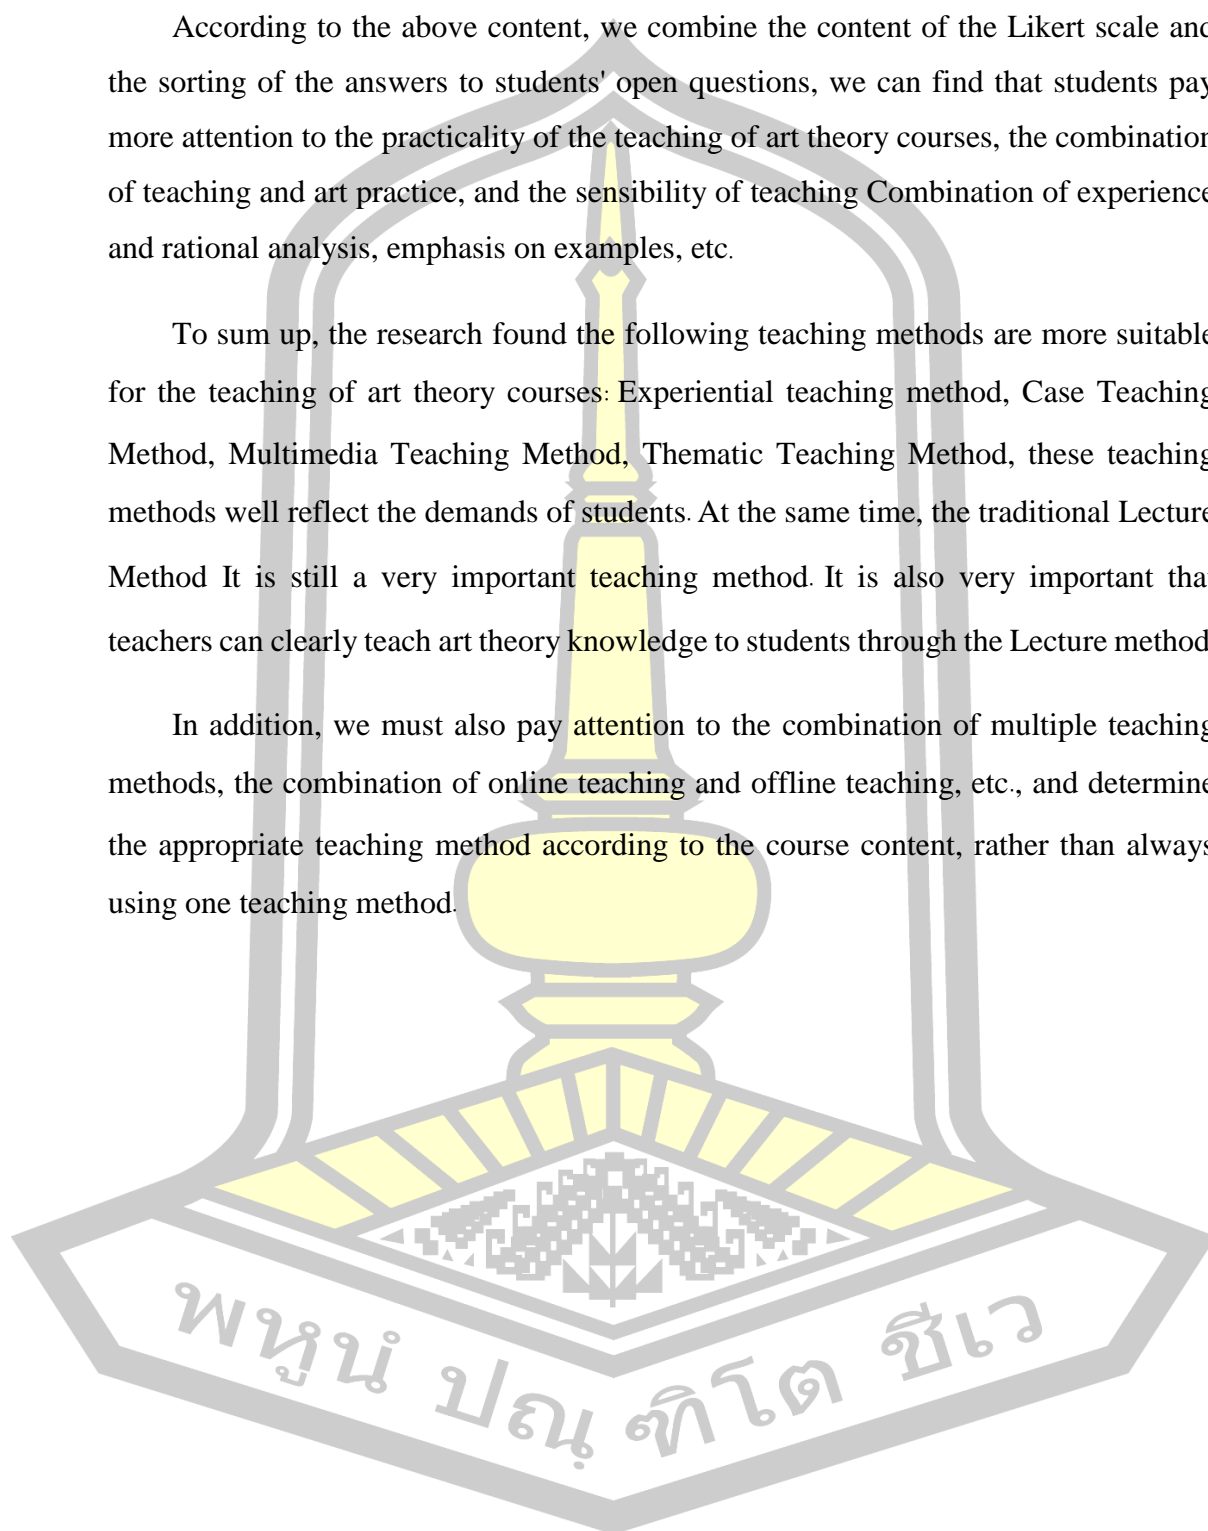 According to the above content, we combine the content of the Likert scale and
the sorting of the answers to students' open questions, we can find that students pay
more attention to the practicality of the teaching of art theory courses, the combination
of teaching and art practice, and the sensibility of teaching Combination of experience
and rational analysis, emphasis on examples, etc.
To sum up, the research found the following teaching methods are more suitable
for the teaching of art theory courses: Experiential teaching method, Case Teaching
Method, Multimedia Teaching Method, Thematic Teaching Method, these teaching
methods well reflect the demands of students. At the same time, the traditional Lecture
Method It is still a very important teaching method. It is also very important that
teachers can clearly teach art theory knowledge to students through the Lecture method
In addition, we must also pay attention to the combination of multiple teaching
methods, the combination of online teaching and offline teaching, etc., and determine
the appropriate teaching method according to the course content, rather than always
using one teaching method.
พหูนํ ปณฺฑิโต ชีเว